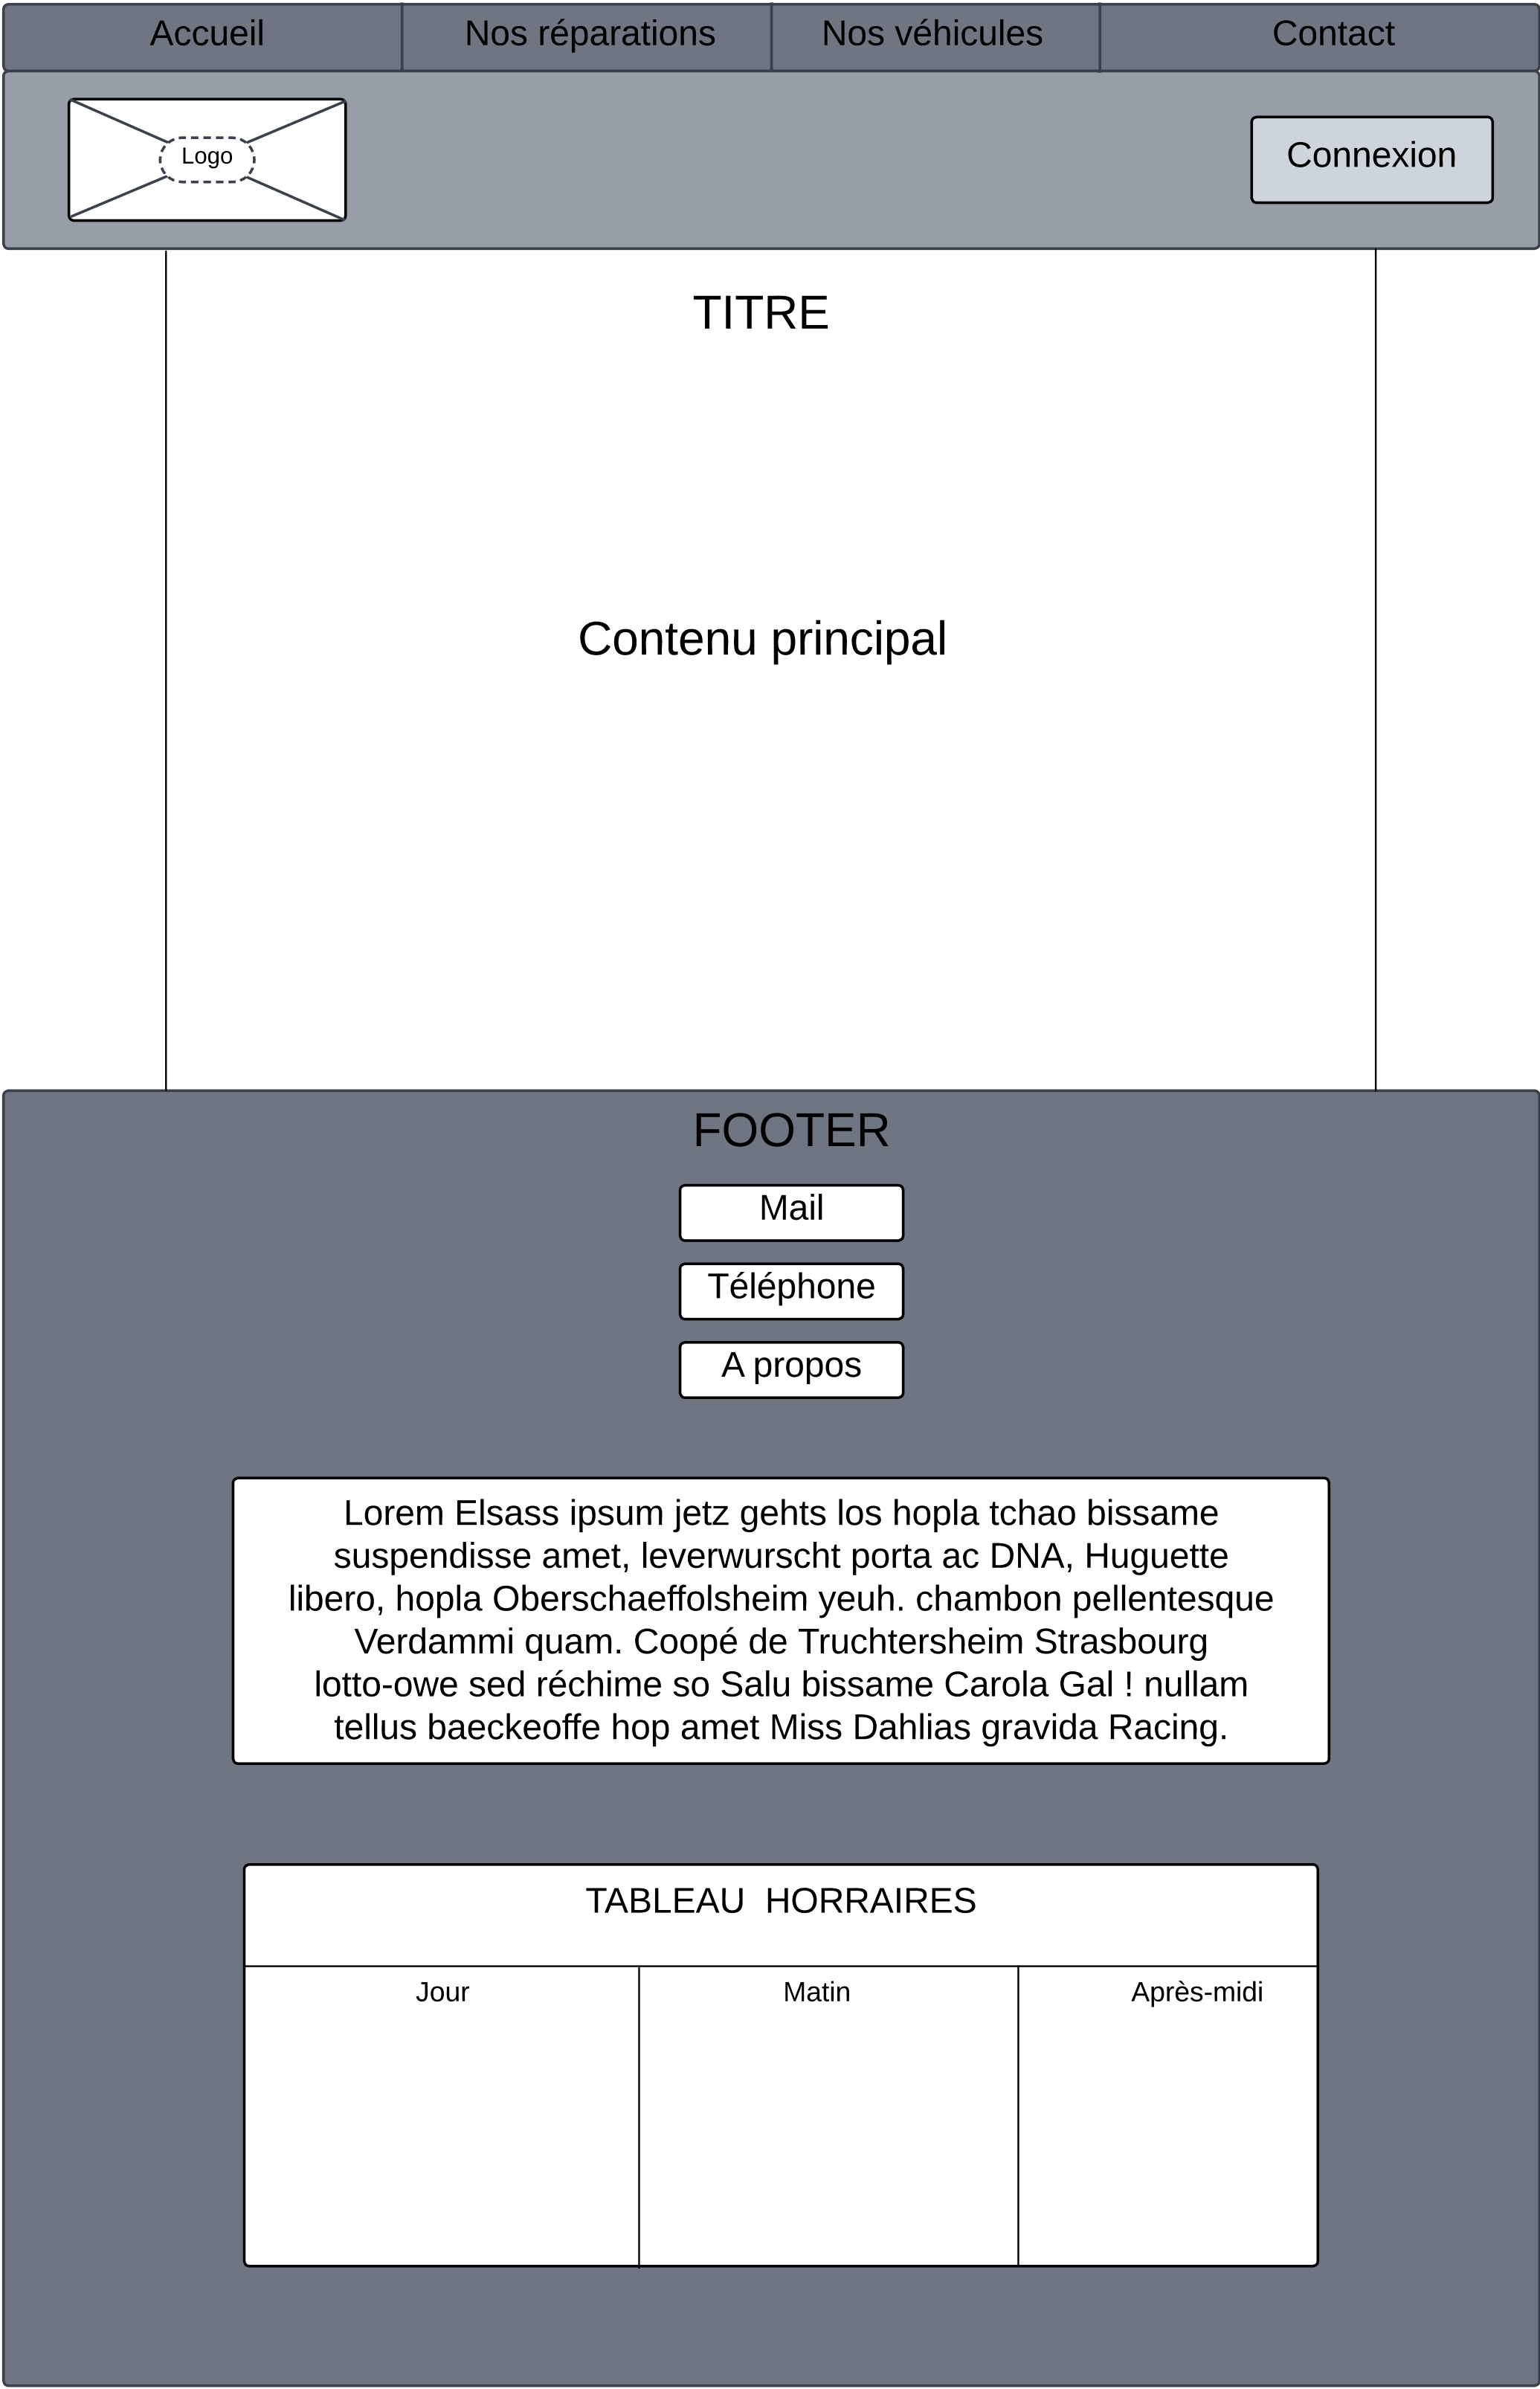 Accueil
Nos réparations
Nos véhicules
Contact
Logo
Connexion
TITRE
Contenu principal
FOOTER
Mail
Téléphone
A propos
Lorem Elsass ipsum jetz gehts los hopla tchao bissame
suspendisse amet, leverwurscht porta ac DNA, Huguette
libero, hopla Oberschaeffolsheim yeuh. chambon pellentesque
Verdammi quam. Coopé de Truchtersheim Strasbourg
lotto-owe sed réchime so Salu bissame Carola Gal ! nullam
tellus baeckeoffe hop amet Miss Dahlias gravida Racing.
TABLEAU HORRAIRES
Jour
Matin
Après-midi